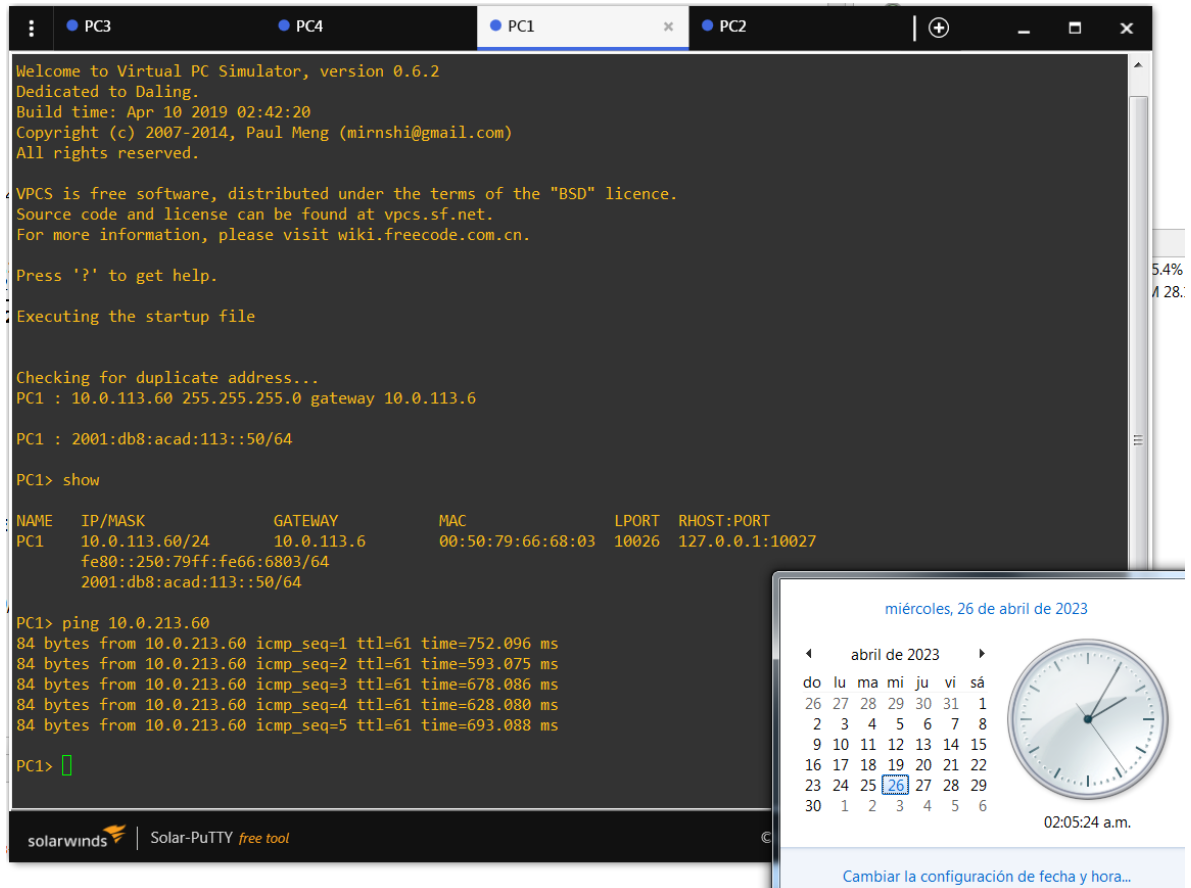 PC3 PC4 PC1 × PC2
Welcome to Virtual PC Simulator, version 0.6.2
Dedicated to Daling.
Build time: Apr 10 2019 02:42:20
Copyright (c) 2007-2014, Paul Meng (mirnshi@gmail.com)
All rights reserved.
VPCS is free software, distributed under the terms of the "BSD" licence.
Source code and license can be found at vpcs.sf.net.
For more information, please visit wiki.freecode.com.cn.
Press '?' to get help.
Executing the startup file
Checking for duplicate address...
PC1 : 10.0.113.60 255.255.255.0 gateway 10.0.113.6
PC1 : 2001:db8:acad:113::50/64
PC1> show
NAME IP/MASK GATEWAY MAC LPORT RHOST:PORT
PC1 10.0.113.60/24 10.0.113.6 00:50:79:66:68:03 10026 127.0.0.1:10027
fe80::250:79ff:fe66:6803/64
2001:db8:acad:113::50/64
PC1> ping 10.0.213.60
84 bytes from 10.0.213.60 icmp_seq=1 ttl=61 time=752.096 ms
84 bytes from 10.0.213.60 icmp_seq=2 ttl=61 time=593.075 ms
84 bytes from 10.0.213.60 icmp_seq=3 ttl=61 time=678.086 ms
84 bytes from 10.0.213.60 icmp_seq=4 ttl=61 time=628.080 ms
84 bytes from 10.0.213.60 icmp_seq=5 ttl=61 time=693.088 ms
PC1>
solarwinds Solar-PuTTY free tool ©
5.4%
miércoles, 26 de abril de 2023
abril de 2023
do lu ma mi ju vi sá
26 27 28 29 30 31 1
2 3 4 5 6 7 8
9 10 11 12 13 14 15
16 17 18 19 20 21 22
23 24 25 26 27 28 29
30 1 2 3 4 5 6
02:05:24 a.m.
Cambiar la configuración de fecha y hora...